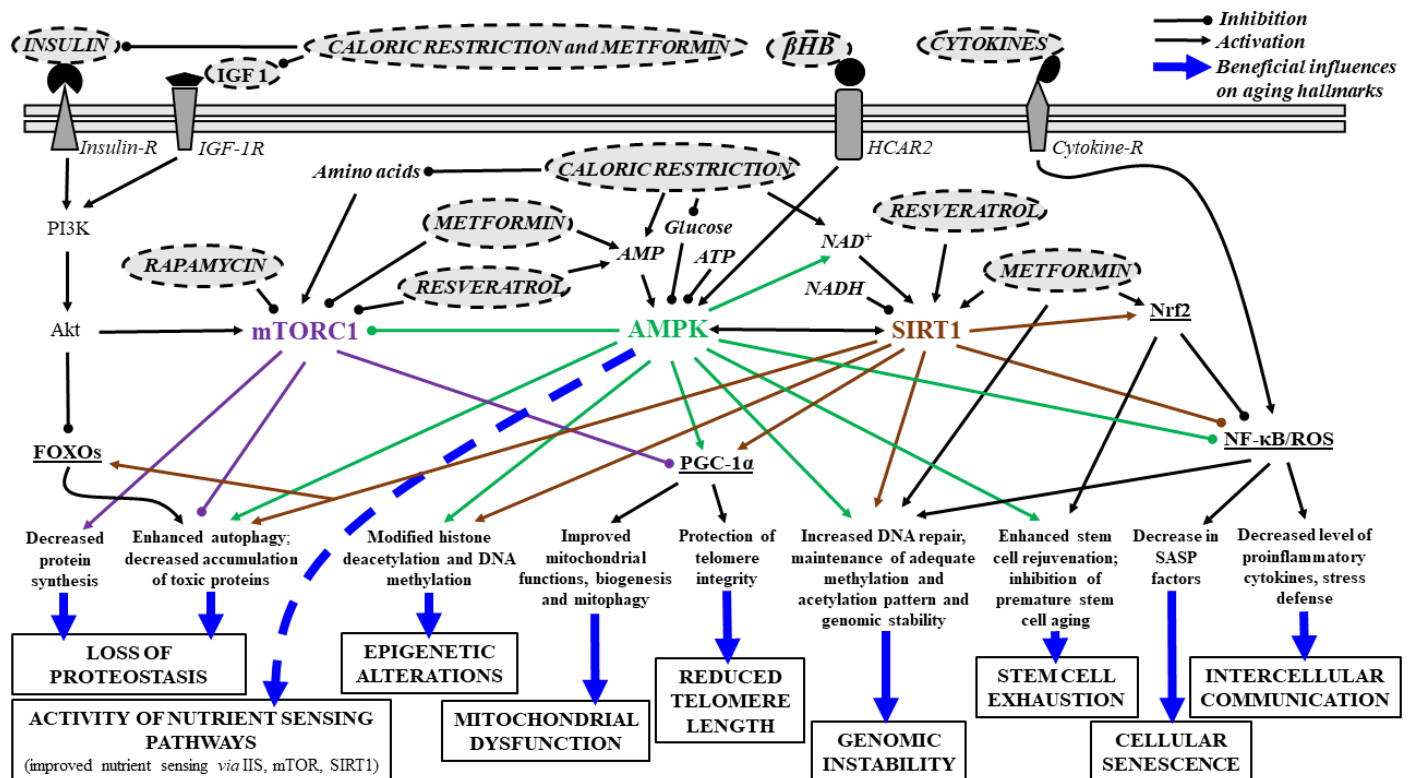 INSULIN
CALORIC RESTRICTION and METFORMIN
IGF 1
βHB
CYTOKINES
Inhibition
Activation
Beneficial influences
on aging hallmarks
Insulin-R
IGF-1R
HCAR2
Cytokine-R
Amino acids
CALORIC RESTRICTION
PI3K
METFORMIN
Glucose
RESVERATROL
AMP
ATP
NAD+
RAPAMYCIN
RESVERATROL
NADH
METFORMIN
Nrf2
Akt
mTORC1
AMPK
SIRT1
FOXOs
PGC-1α
NF-κB/ROS
Decreased
protein
synthesis
Enhanced autophagy;
decreased accumulation
of toxic proteins
Modified histone
deacetylation and DNA
methylation
Improved
mitochondrial
functions, biogenesis
and mitophagy
Protection of
telomere
integrity
Increased DNA repair,
maintenance of adequate
methylation and
acetylation pattern and
genomic stability
Enhanced stem
cell rejuvenation;
inhibition of
premature stem
cell aging
Decrease in
SASP
factors
Decreased level of
proinflammatory
cytokines, stress
defense
LOSS OF
PROTEOSTASIS
EPIGENETIC
ALTERATIONS
REDUCED
TELOMERE
LENGTH
STEM CELL
EXHAUSTION
INTERCELLULAR
COMMUNICATION
ACTIVITY OF NUTRIENT SENSING
PATHWAYS
(improved nutrient sensing via IIS, mTOR, SIRT1)
MITOCHONDRIAL
DYSFUNCTION
GENOMIC
INSTABILITY
CELLULAR
SENESCENCE